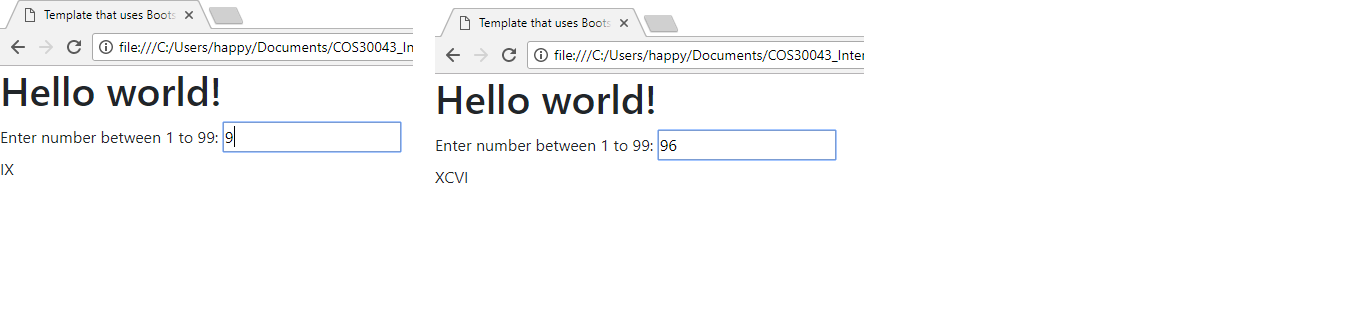 Template that uses Boots
file:///C:/Users/happy/Documents/COS30043_In
Hello world!
Enter number between 1 to 99: 9
IX
Template that uses Boots
file:///C:/Users/happy/Documents/COS30043_Inter
Hello world!
Enter number between 1 to 99: 96
XCVI